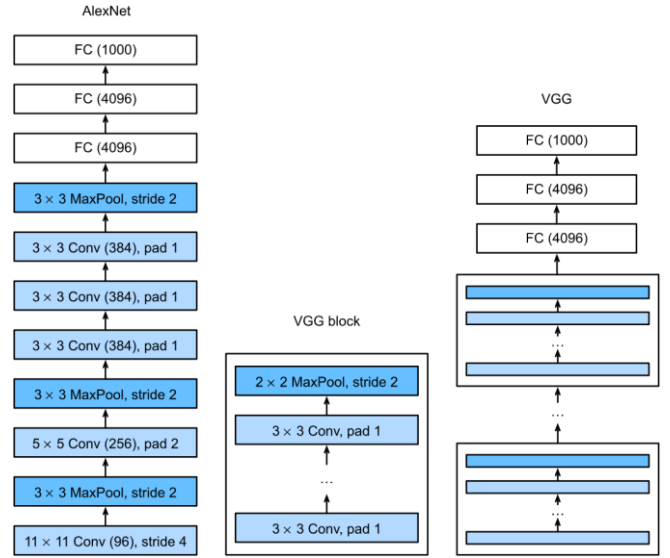 AlexNet
FC (1000)
FC (4096)
FC (4096)
3 × 3 MaxPool, stride 2
3 × 3 Conv (384), pad 1
3 × 3 Conv (384), pad 1
3 × 3 Conv (384), pad 1
3 × 3 MaxPool, stride 2
5 × 5 Conv (256), pad 2
3 × 3 MaxPool, stride 2
11 × 11 Conv (96), stride 4
VGG block
2 × 2 MaxPool, stride 2
3 × 3 Conv, pad 1
...
3 × 3 Conv, pad 1
VGG
FC (1000)
FC (4096)
FC (4096)
...
...
...